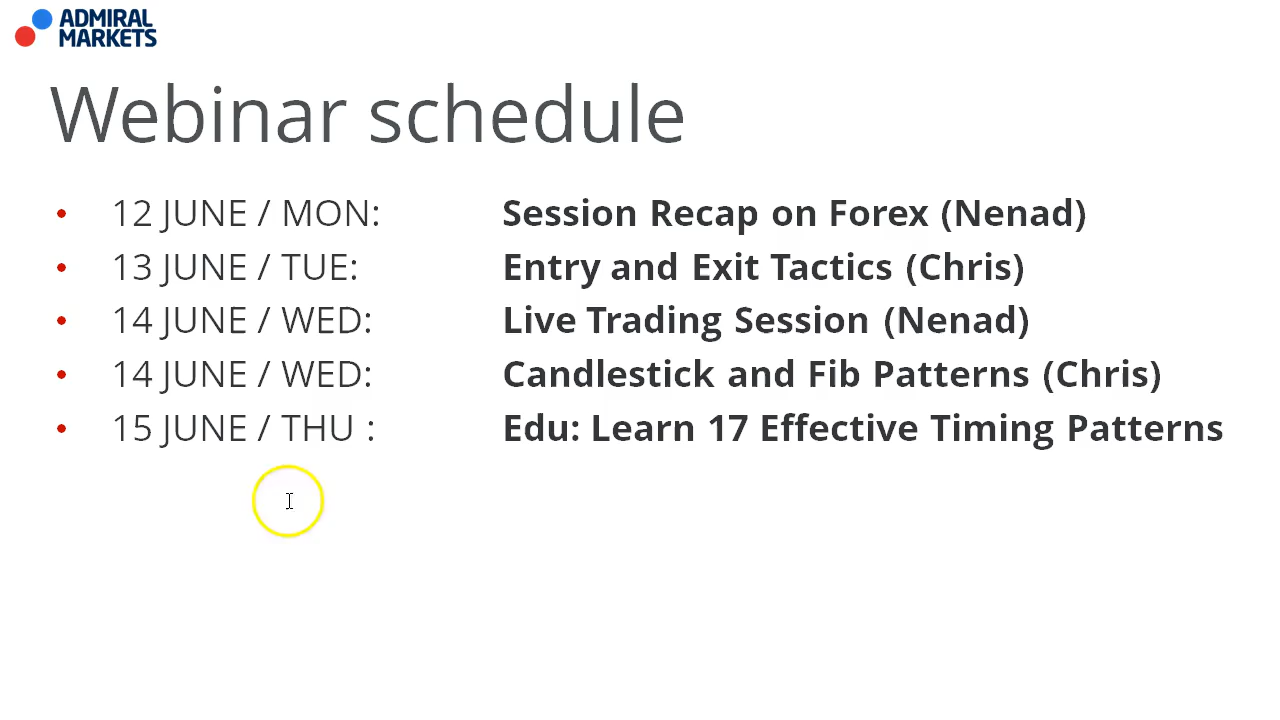 ADMIRAL
MARKETS
Webinar schedule
• 12 JUNE / MON: Session Recap on Forex (Nenad)
• 13 JUNE / TUE: Entry and Exit Tactics (Chris)
• 14 JUNE / WED: Live Trading Session (Nenad)
• 14 JUNE / WED: Candlestick and Fib Patterns (Chris)
• 15 JUNE / THU : Edu: Learn 17 Effective Timing Patterns